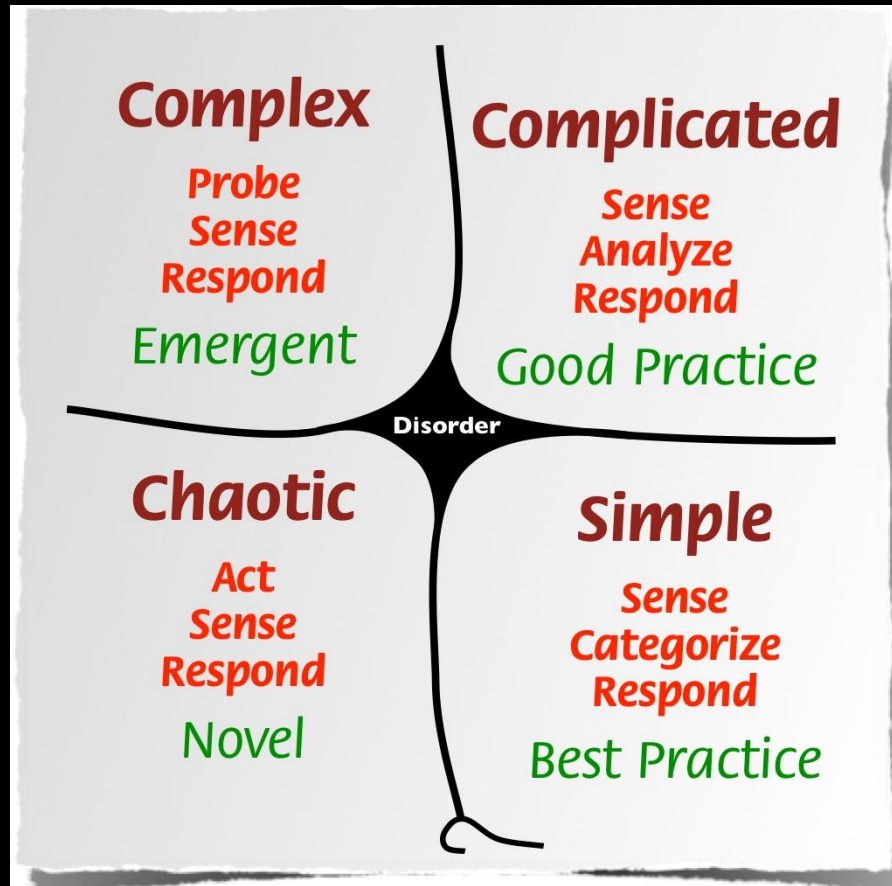 Complex
Probe
Sense
Respond
Emergent
Complicated
Sense
Analyze
Respond
Good Practice
Disorder
Chaotic
Act
Sense
Respond
Novel
Simple
Sense
Categorize
Respond
Best Practice